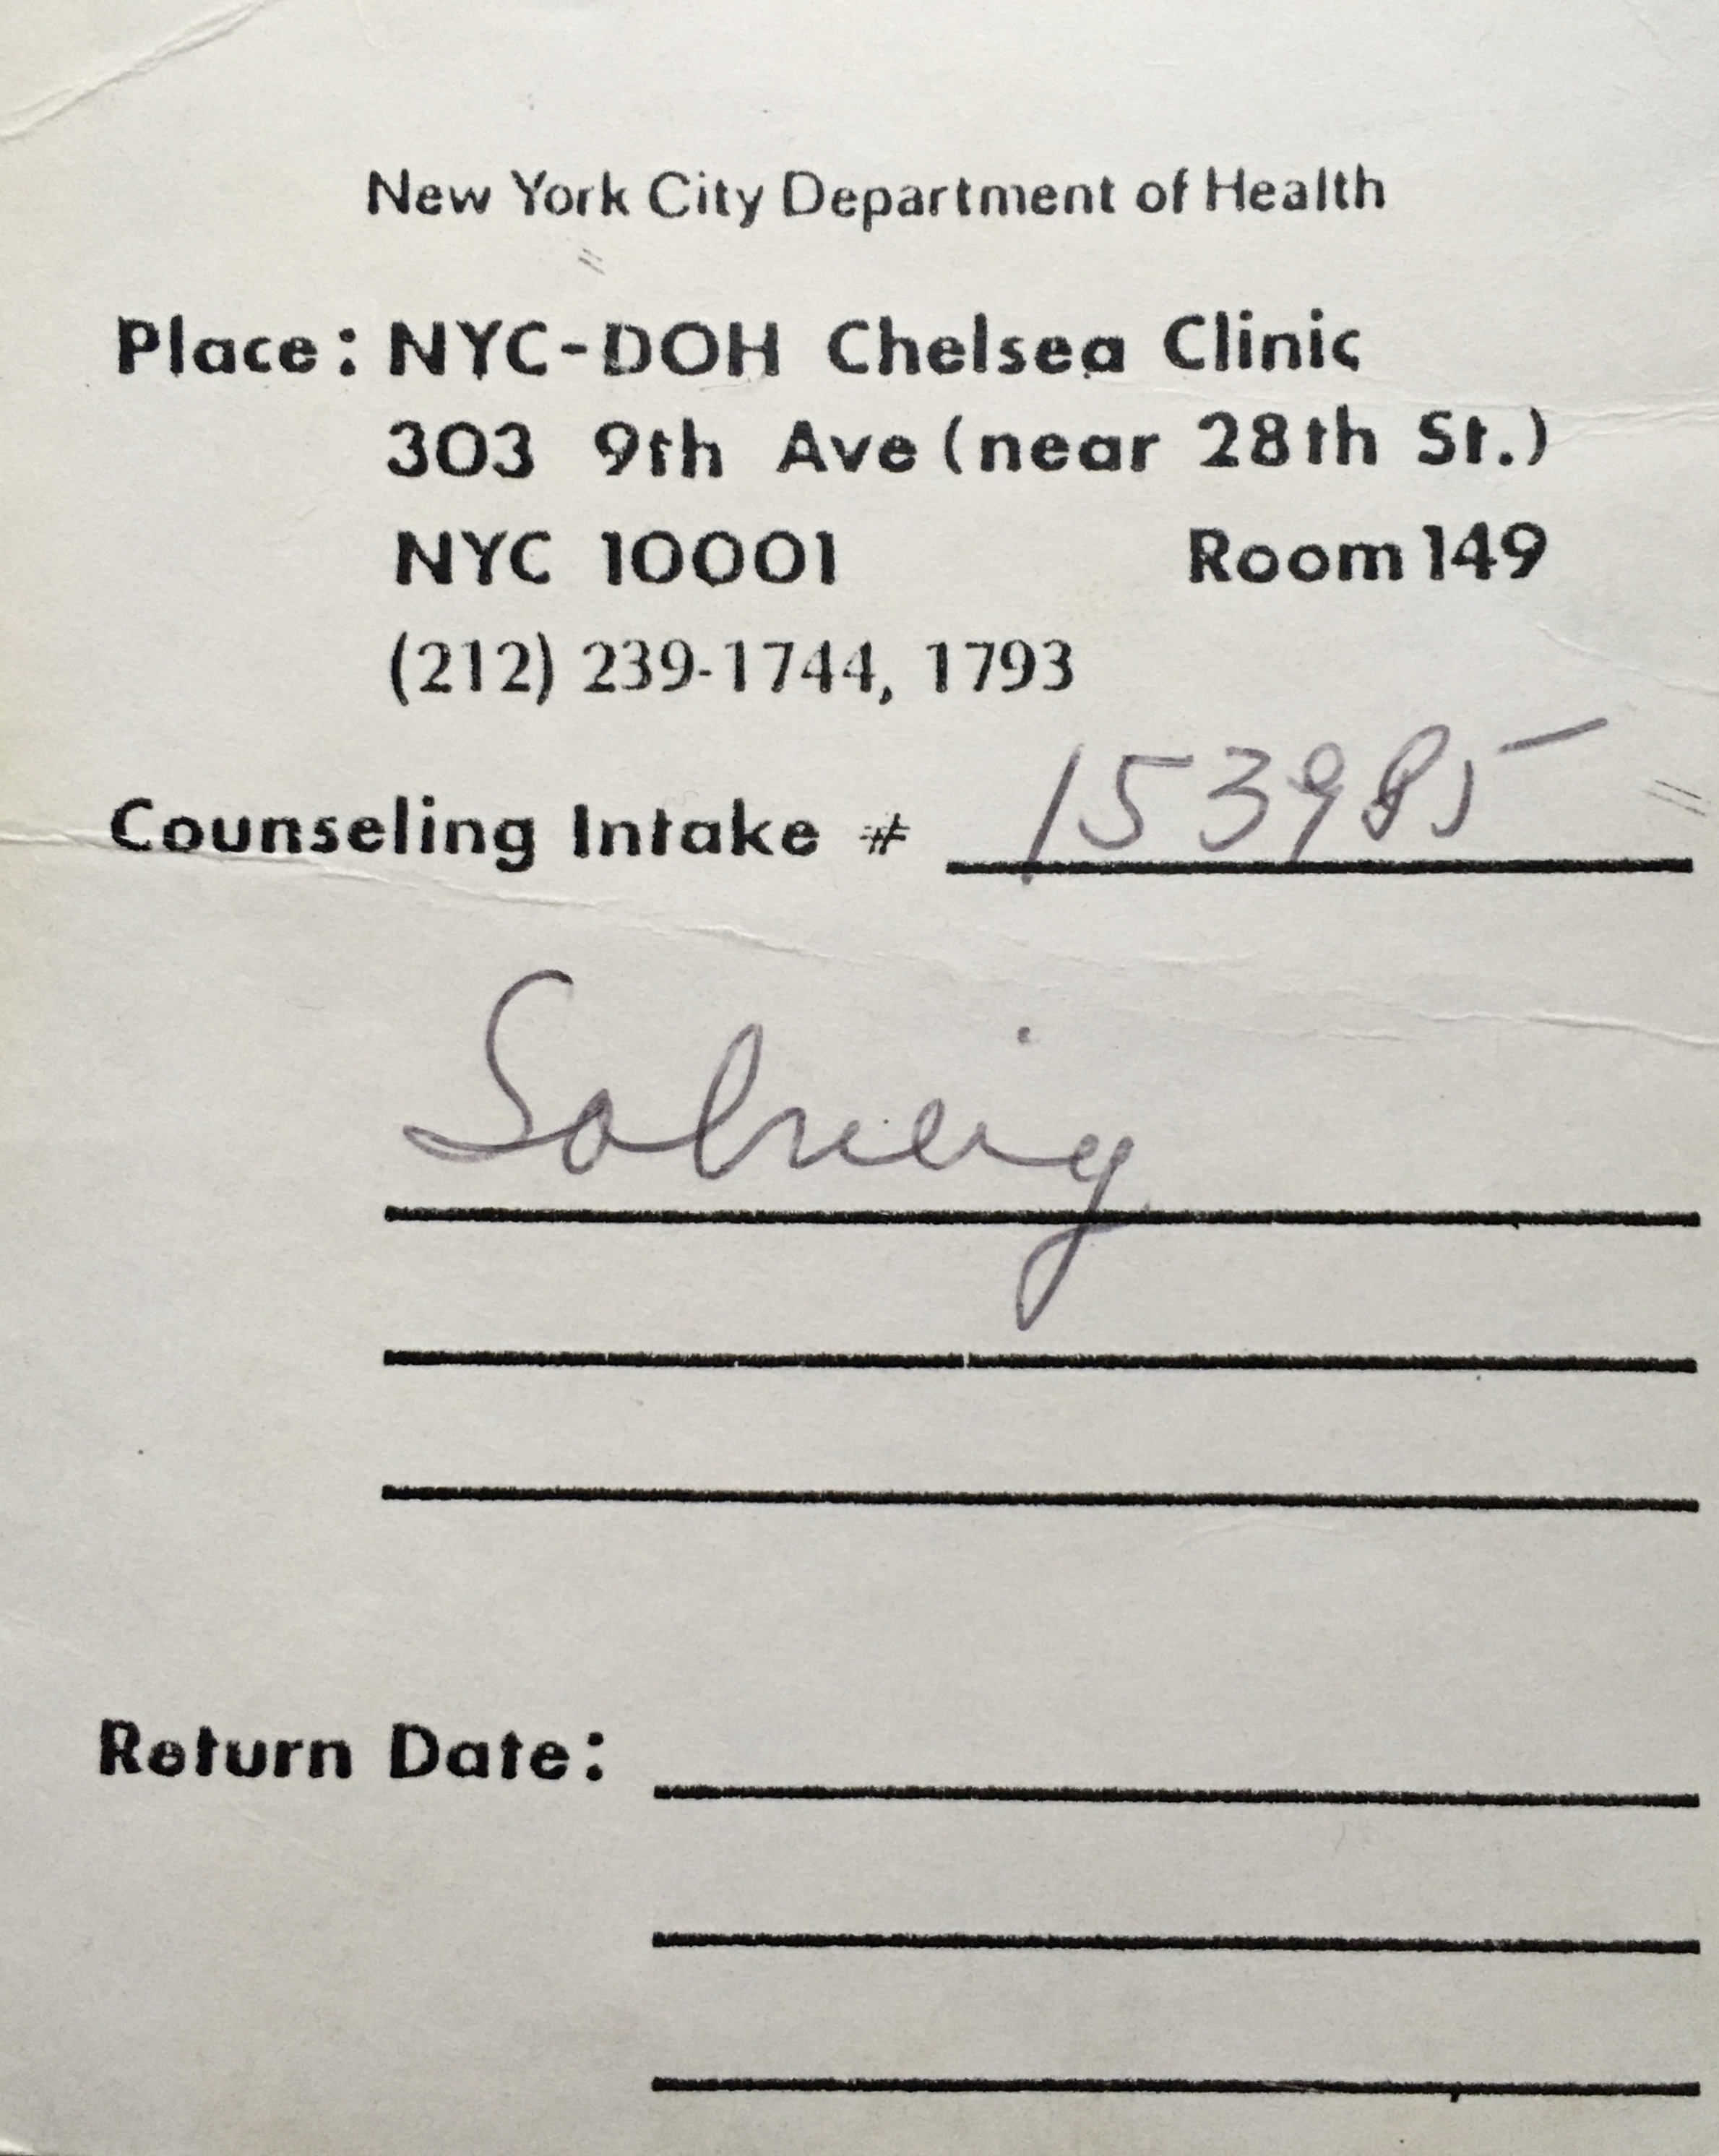 New York City Department of Health
Place: NYC-DOH Chelsea Clinic
303 9th Ave (near 28th St.)
NYC 10001 Room 149
(212) 239-1744, 1793
Counseling Intake # 153985
Solveig
Return Date: